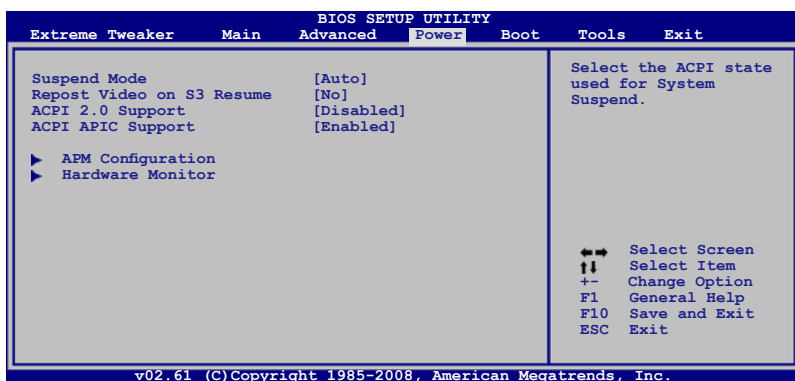 BIOS SETUP UTILITY
Extreme Tweaker Main Advanced Power Boot Tools Exit
Suspend Mode [Auto]
Repost Video on S3 Resume [No]
ACPI 2.0 Support [Disabled]
ACPI APIC Support [Enabled]
APM Configuration
Hardware Monitor
Select the ACPI state
used for System
Suspend.
Select Screen
Select Item
+- Change Option
F1 General Help
F10 Save and Exit
ESC Exit
v02.61 (C)Copyright 1985-2008, American Megatrends, Inc.